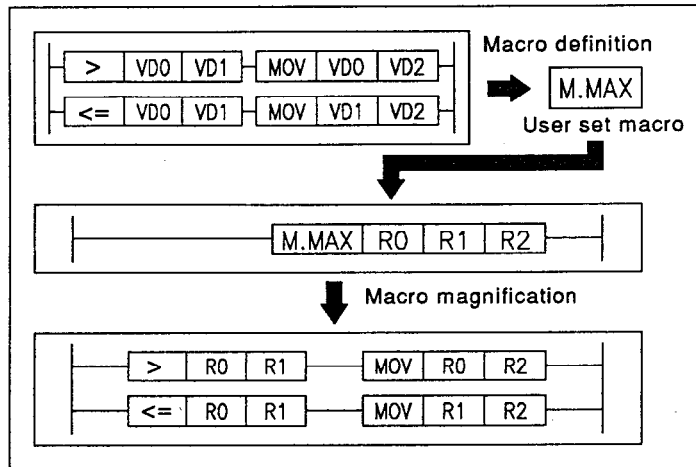 > VD0 VD1 MOV VD0 VD2
<= VD0 VD1 MOV VD1 VD2
Macro definition
M.MAX
User set macro
M.MAX R0 R1 R2
Macro magnification
> R0 R1 MOV R0 R2
<= R0 R1 MOV R1 R2